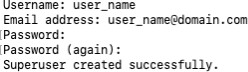 Username: user_name
Email address: user_name@domain.com
Password:
Password (again):
Superuser created successfully.